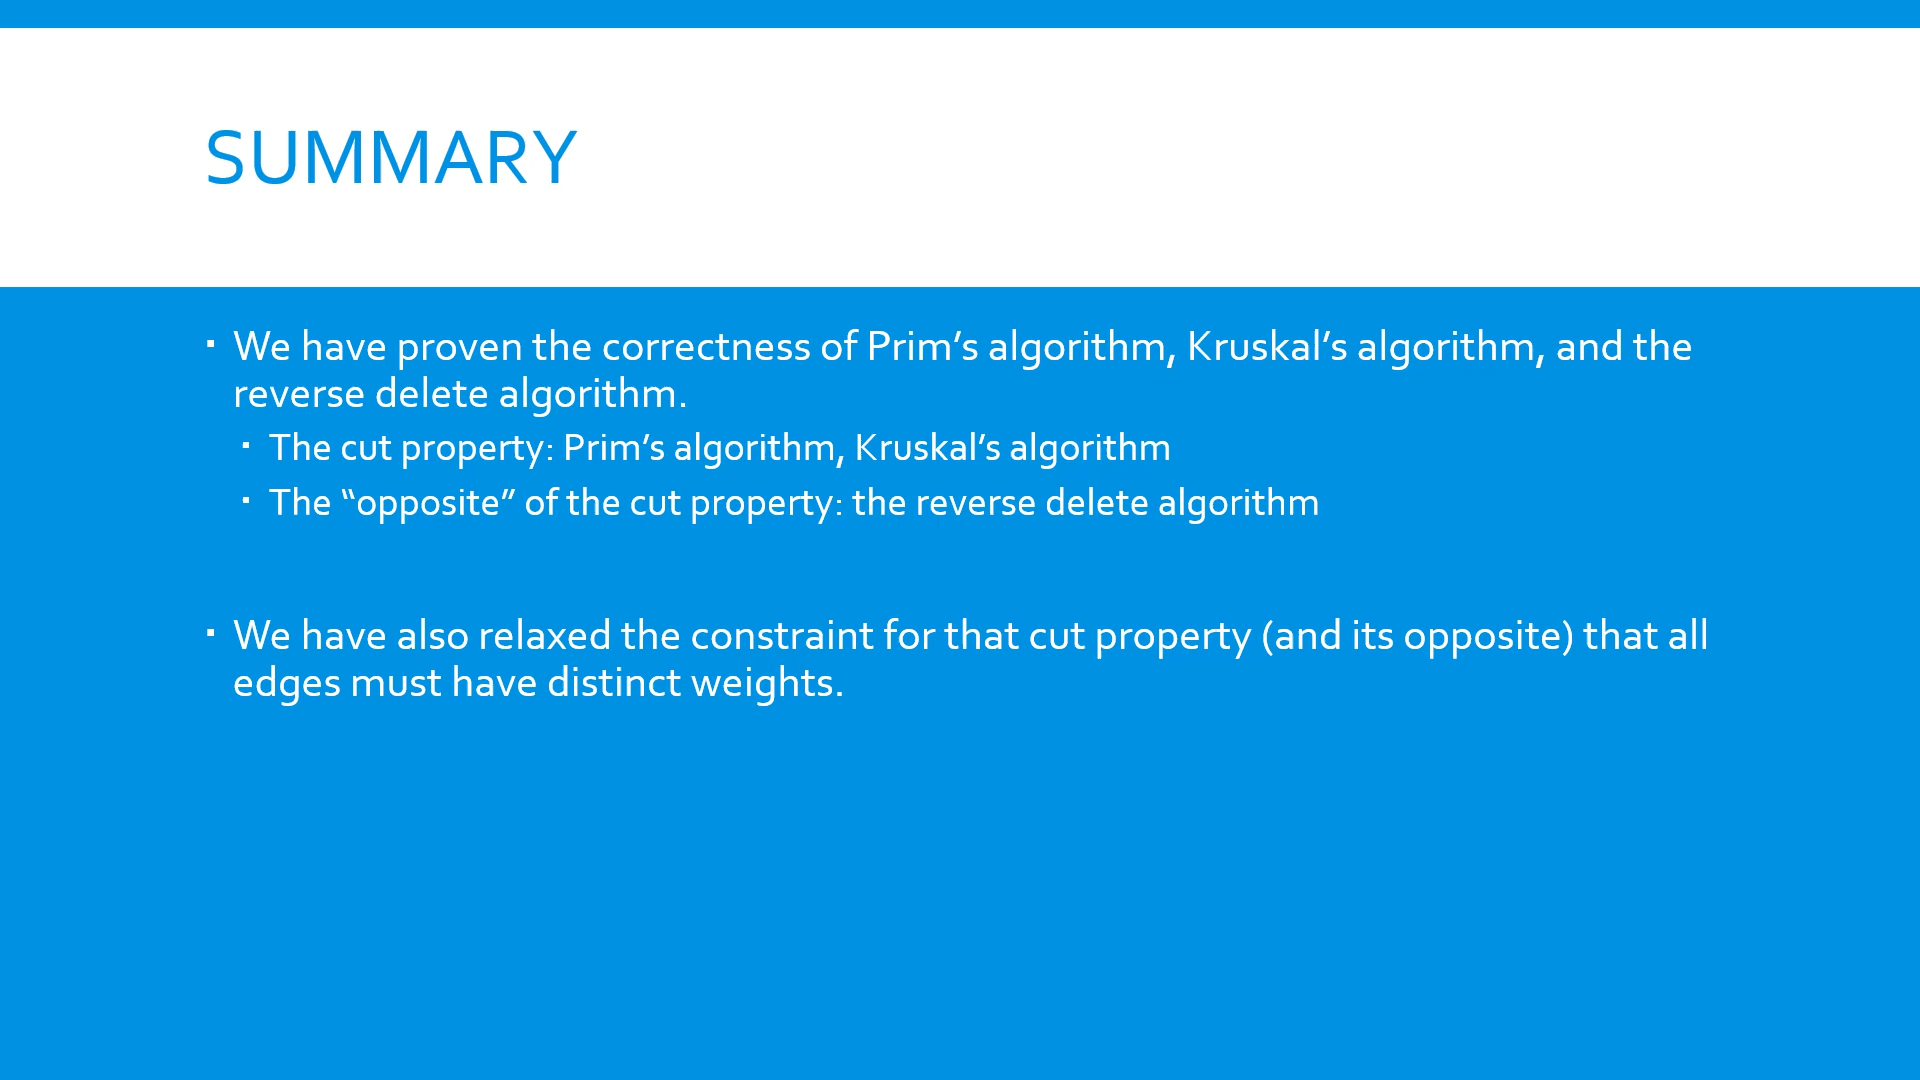 SUMMARY
▪ We have proven the correctness of Prim’s algorithm, Kruskal’s algorithm, and the
reverse delete algorithm.
▪ The cut property: Prim’s algorithm, Kruskal’s algorithm
▪ The “opposite” of the cut property: the reverse delete algorithm
▪ We have also relaxed the constraint for that cut property (and its opposite) that all
edges must have distinct weights.